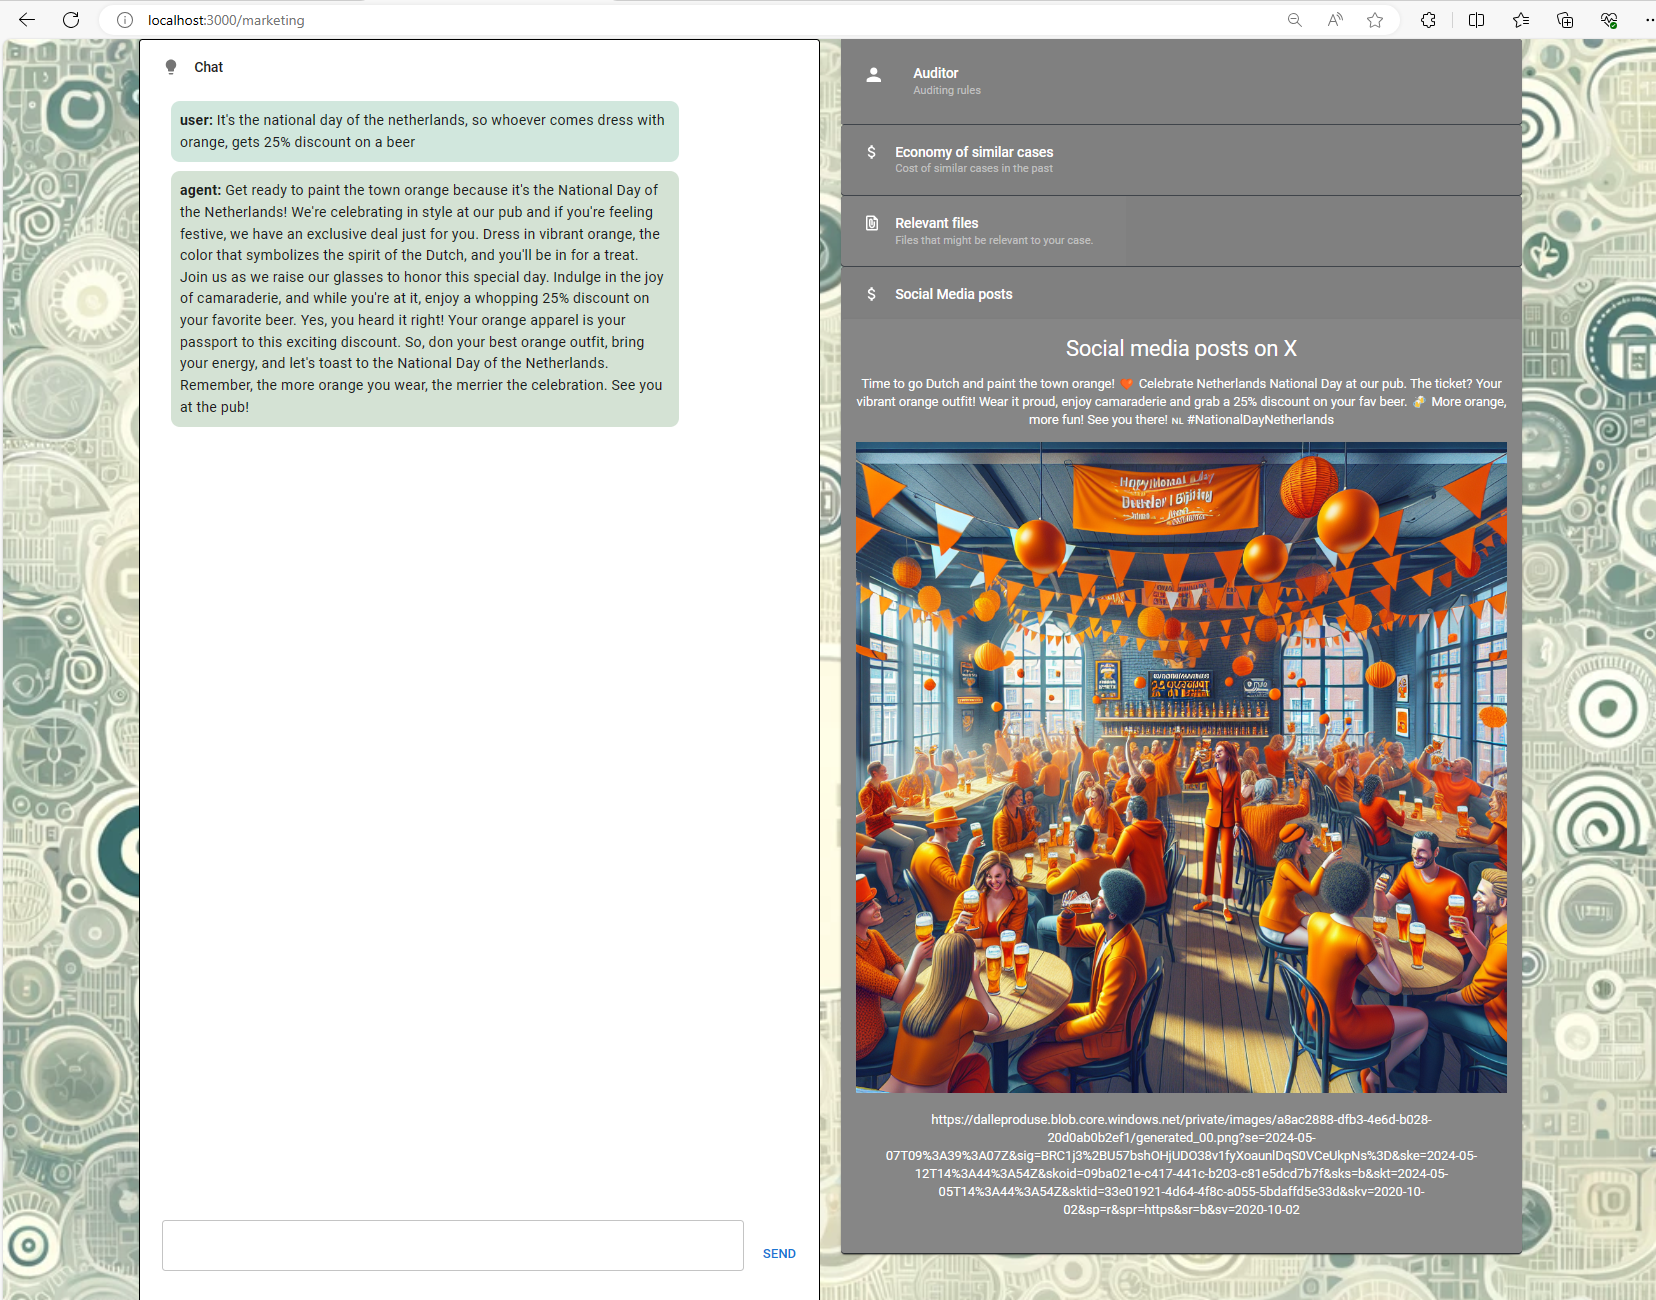 localhost:3000/marketing
Chat
user: It's the national day of the netherlands, so whoever comes dress with
orange, gets 25% discount on a beer
agent: Get ready to paint the town orange because it's the National Day of
the Netherlands! We're celebrating in style at our pub and if you're feeling
festive, we have an exclusive deal just for you. Dress in vibrant orange, the
color that symbolizes the spirit of the Dutch, and you'll be in for a treat.
Join us as we raise our glasses to honor this special day. Indulge in the joy
of camaraderie, and while you're at it, enjoy a whopping 25% discount on
your favorite beer. Yes, you heard it right! Your orange apparel is your
passport to this exciting discount. So, don your best orange outfit, bring
your energy, and let's toast to the National Day of the Netherlands.
Remember, the more orange you wear, the merrier the celebration. See you
at the pub!
SEND
Auditor
Auditing rules
Economy of similar cases
Cost of similar cases in the past
Relevant files
Files that might be relevant to your case.
Social Media posts
Social media posts on X
Time to go Dutch and paint the town orange! 🧡 Celebrate Netherlands National Day at our pub. The ticket? Your
vibrant orange outfit! Wear it proud, enjoy camaraderie and grab a 25% discount on your fav beer. 🍻 More orange,
more fun! See you there! NL #NationalDayNetherlands
https://dalleproduse.blob.core.windows.net/private/images/a8ac2888-dfb3-4e6d-b028-
20d0ab0b2ef1/generated_00.png?se=2024-05-
07T09%3A39%3A07Z&sig=BRC1j3%2BU57bshOHjUDO38v1fyXoaunlDqS0VCeUkpNs%3D&ske=2024-05-
12T14%3A44%3A54Z&skoid=09ba021e-c417-441c-b203-c81e5dcd7b7f&sks=b&skt=2024-05-
05T14%3A44%3A54Z&sktid=33e01921-4d64-4f8c-a055-5bdaffd5e33d&skv=2020-10-
02&sp=r&spr=https&sr=b&sv=2020-10-02